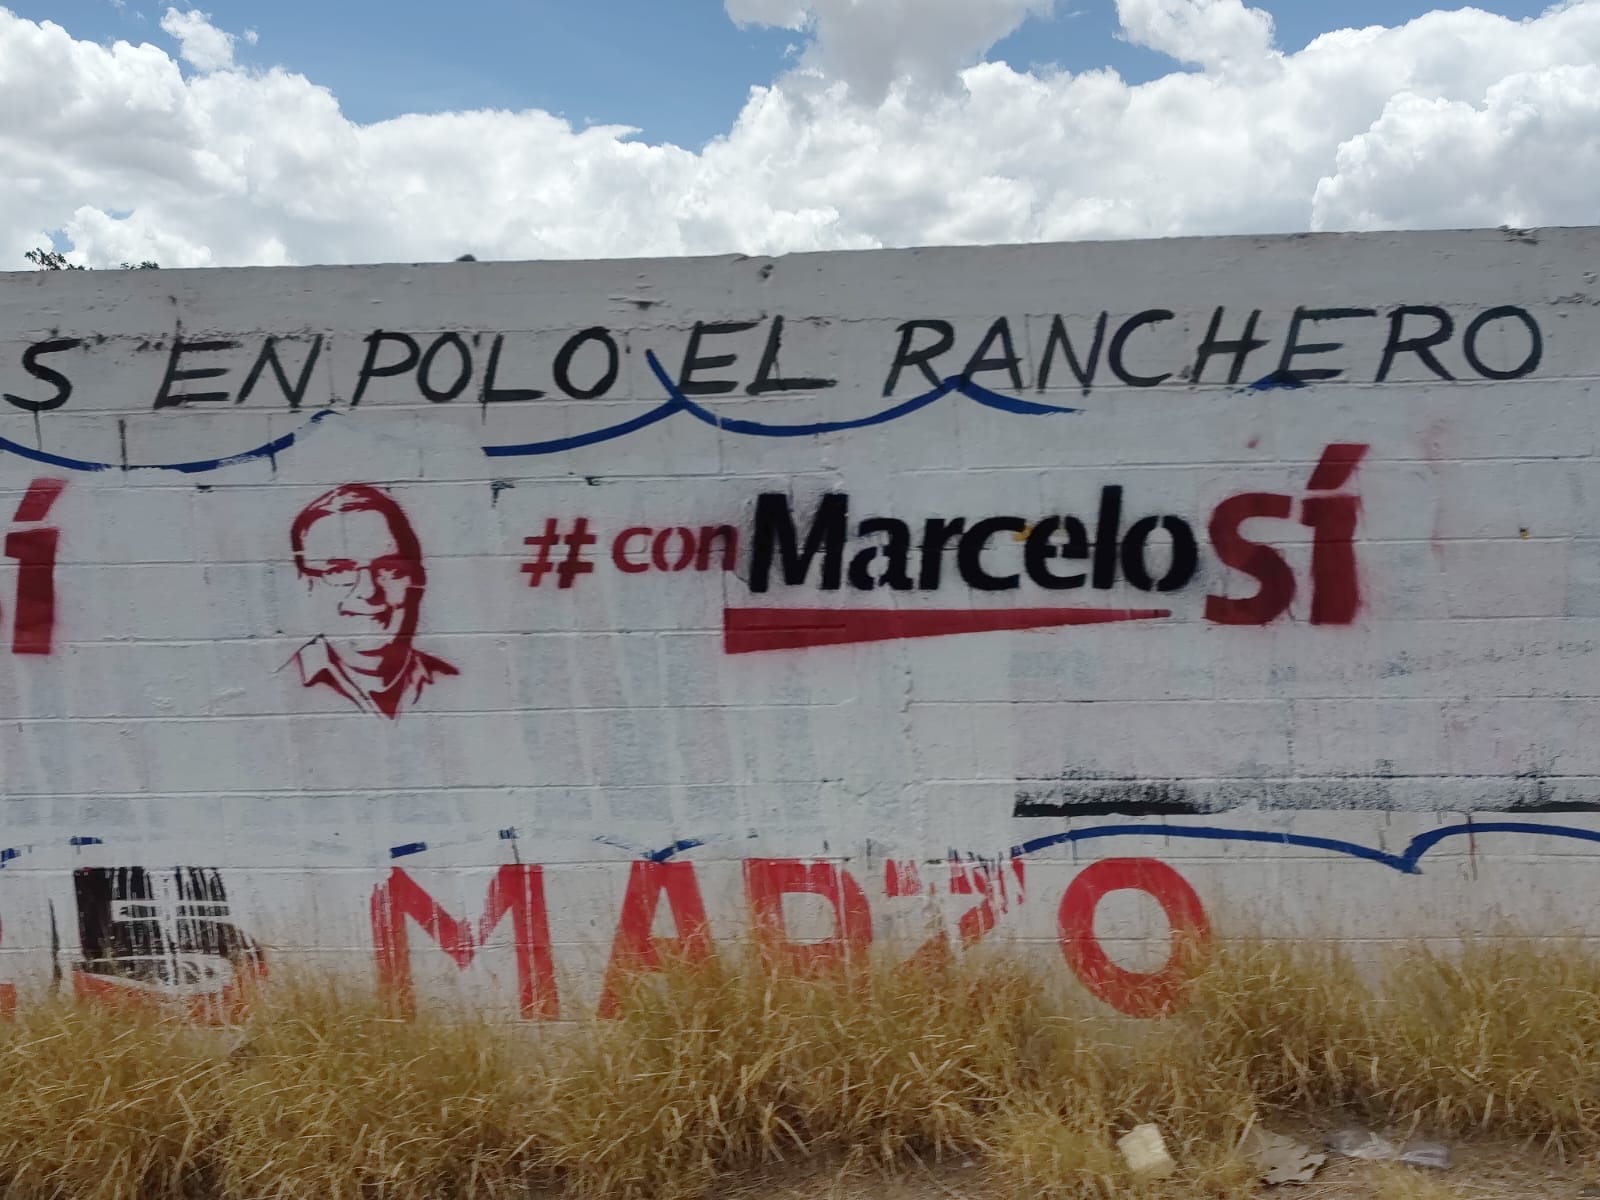 S EN POLO EL RANCHERO
SÍ #conMarceloSÍ
MARZO